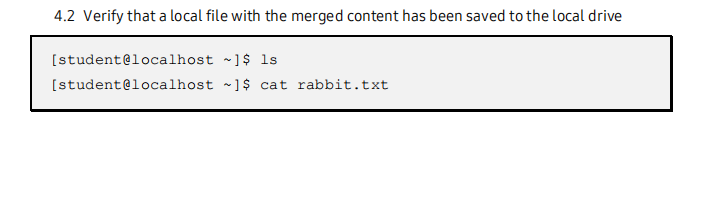 4.2 Verify that a local file with the merged content has been saved to the local drive
[student@localhost ~]$ ls
[student@localhost ~]$ cat rabbit.txt